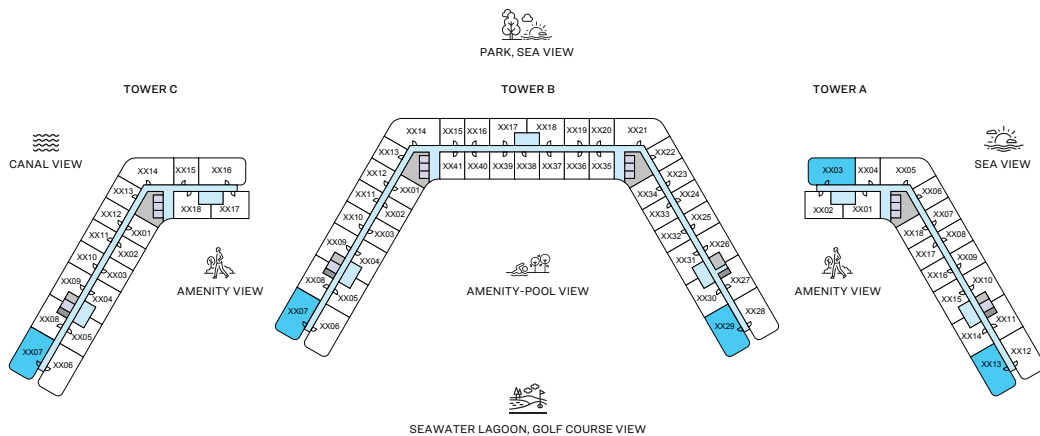 PARK, SEA VIEW
TOWER C
TOWER B
TOWER A
CANAL VIEW
SEA VIEW
AMENITY VIEW
AMENITY-POOL VIEW
AMENITY VIEW
SEAWATER LAGOON, GOLF COURSE VIEW
XX14
XX15
XX16
XX13
XX12
XX11
XX10
XX09
XX08
XX07
XX18
XX17
XX01
XX02
XX03
XX04
XX05
XX06
XX14
XX15
XX16
XX17
XX18
XX19
XX20
XX21
XX13
XX12
XX11
XX10
XX09
XX08
XX07
XX41
XX40
XX39
XX38
XX37
XX36
XX35
XX01
XX02
XX03
XX04
XX05
XX06
XX22
XX23
XX24
XX25
XX26
XX27
XX28
XX34
XX33
XX32
XX31
XX30
XX29
XX03
XX04
XX05
XX02
XX01
XX06
XX07
XX08
XX09
XX10
XX11
XX12
XX18
XX17
XX16
XX15
XX14
XX13